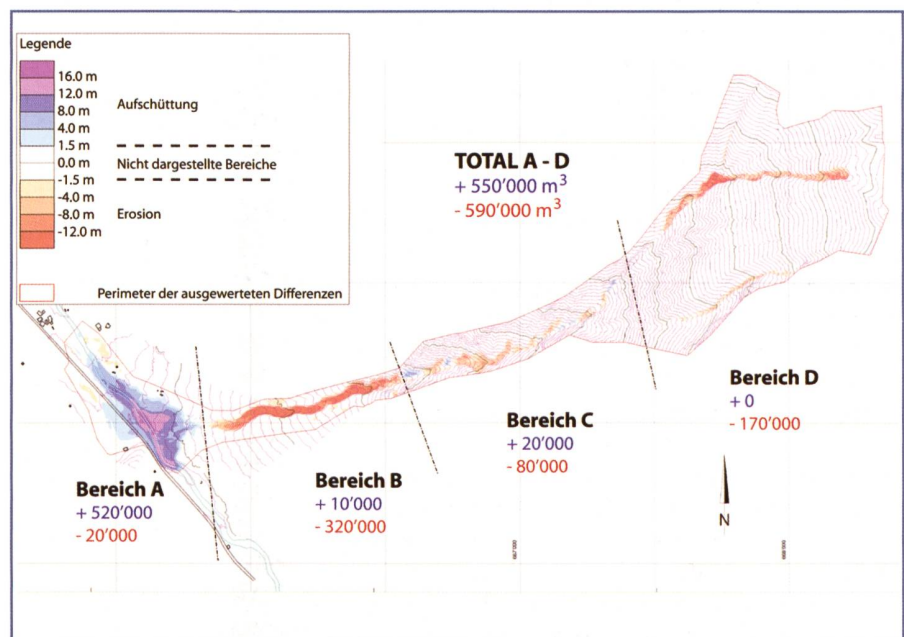 Legende
16.0 m
12.0 m
8.0 m
4.0 m
1.5 m
0.0 m
-1.5 m
-4.0 m
-8.0 m
-12.0 m
Aufschüttung
Nicht dargestellte Bereiche
Erosion
Perimeter der ausgewerteten Differenzen
TOTAL A - D
+ 550'000 m³
- 590'000 m³
Bereich D
+ 0
- 170'000
Bereich C
+ 20'000
- 80'000
Bereich B
+ 10'000
- 320'000
Bereich A
+ 520'000
- 20'000
N